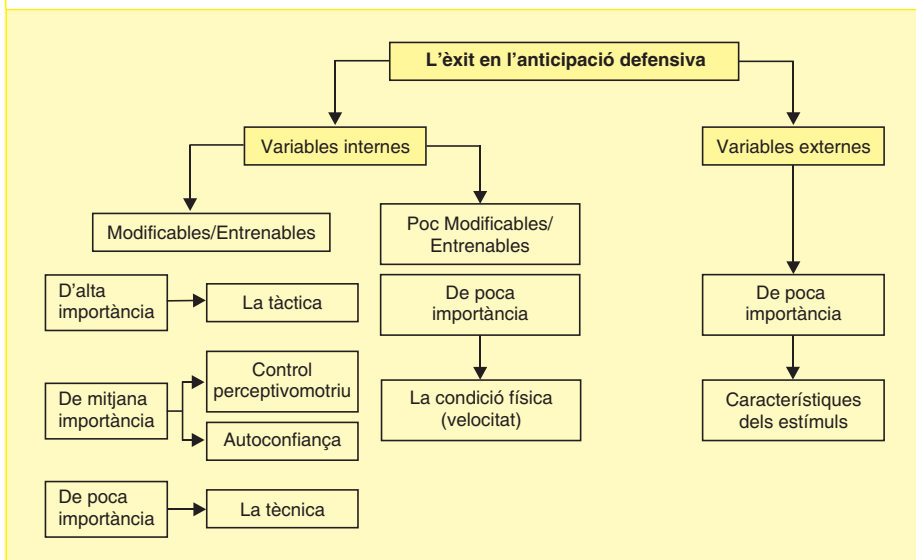 L'èxit en l'anticipació defensiva
Variables internes
Variables externes
Modificables/Entrenables
Poc Modificables/
Entrenables
D'alta
importància
La tàctica
De poca
importància
De poca
importància
De mitjana
importància
Control
perceptivomotriu
Autoconfiança
La condició física
(velocitat)
Característiques
dels estímuls
De poca
importància
La tècnica